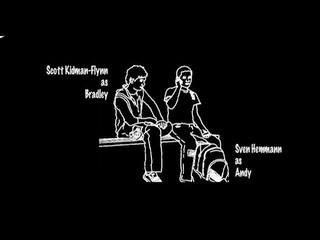 Scott Kidman-Flynn
as
Bradley
Sven Hemmann
as
Andy